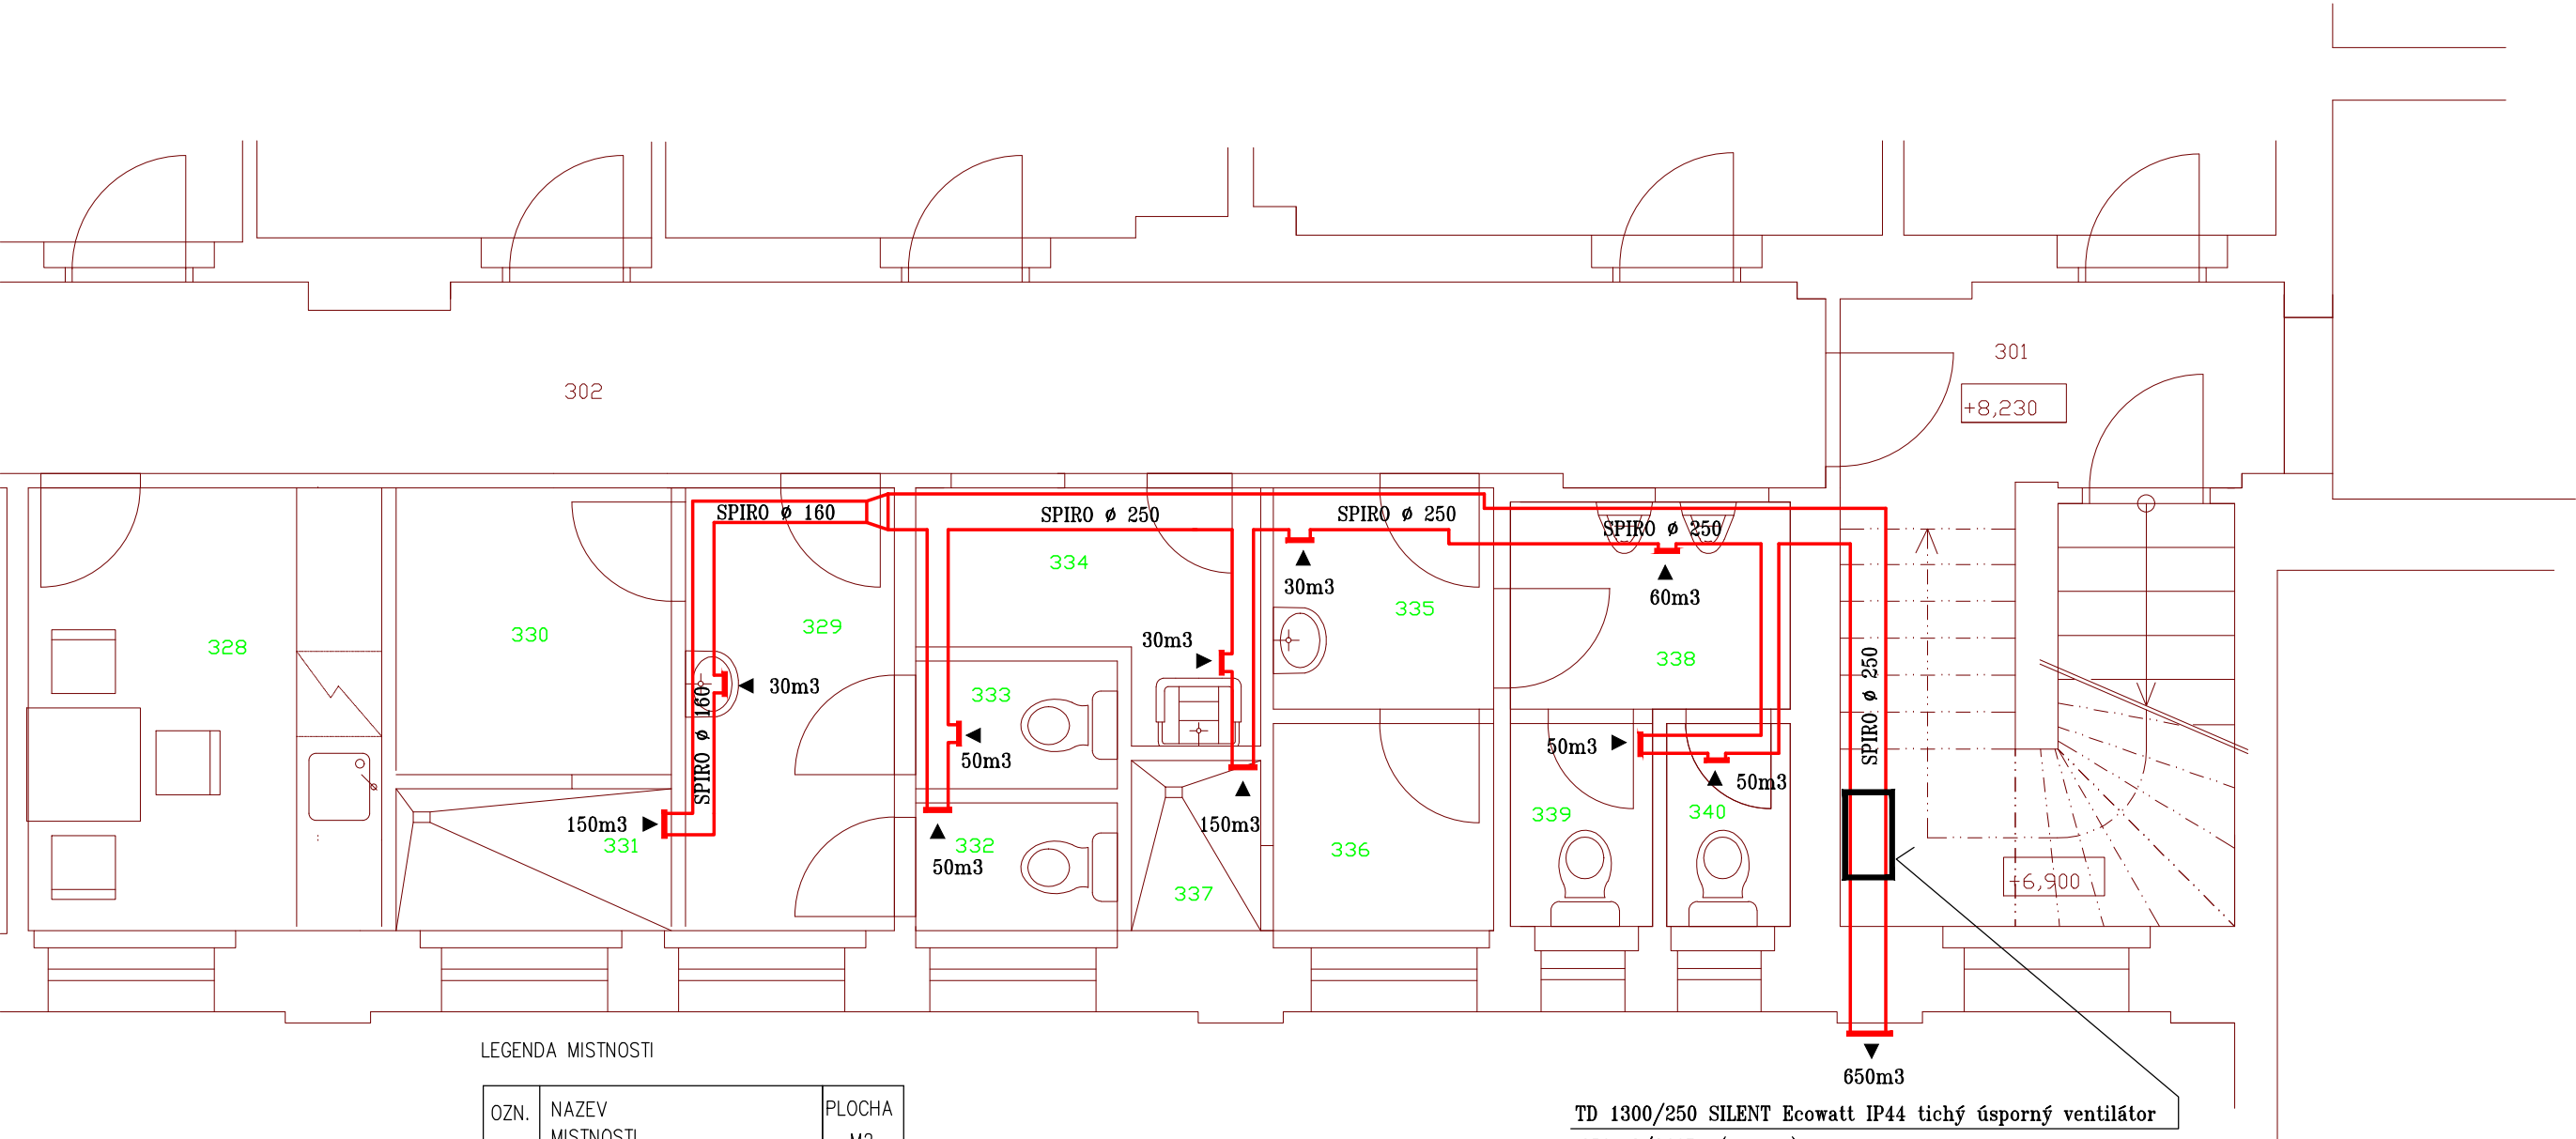 302
301
+8,230
SPIRO ø 160
SPIRO ø 250
SPIRO ø 250
SPIRO ø 250
334
30m3
60m3
335
329
330
328
30m3
338
SPIRO ø 250
30m3
333
SPIRO ø 160
50m3
50m3
50m3
150m3
331
332
50m3
150m3
336
339
340
337
+6,900
LEGENDA MISTNOSTI
650m3
OZN.
NAZEV
MISTNOSTI
PLOCHA
M2
TD 1300/250 SILENT Ecowatt IP44 tichý úsporný ventilátor